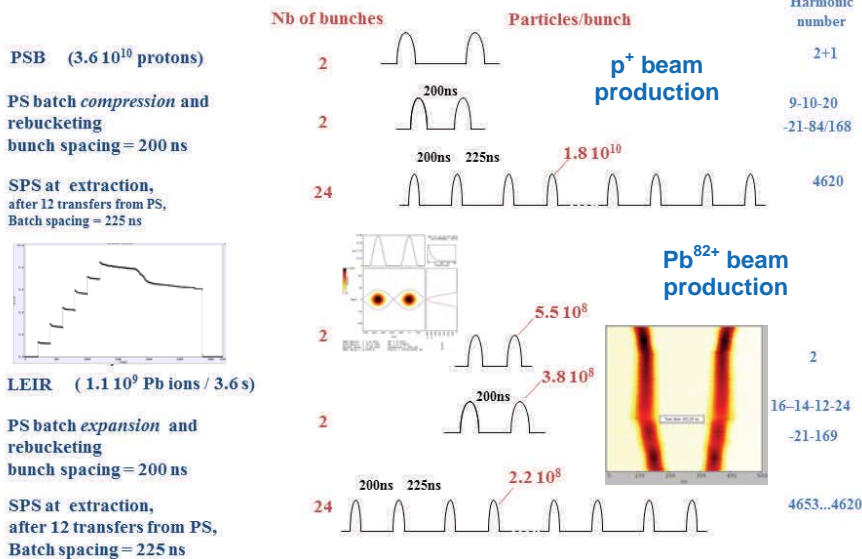 Harmonic
number
Nb of bunches
Particles/bunch
PSB (3.6 10¹⁰ protons)
2
p⁺ beam
production
2+1
PS batch compression and
rebucketing
bunch spacing = 200 ns
2
200ns
9-10-20
-21-84/168
SPS at extraction,
after 12 transfers from PS,
Batch spacing = 225 ns
24
200ns 225ns
1.8 10¹⁰
4620
Pb⁸²⁺ beam
production
LEIR ( 1.1 10⁹ Pb ions / 3.6 s)
2
5.5 10⁸
2
PS batch expansion and
rebucketing
bunch spacing = 200 ns
2
200ns
3.8 10⁸
16–14-12-24
-21-169
SPS at extraction,
after 12 transfers from PS,
Batch spacing = 225 ns
24
200ns 225ns
2.2 10⁸
4653...4620